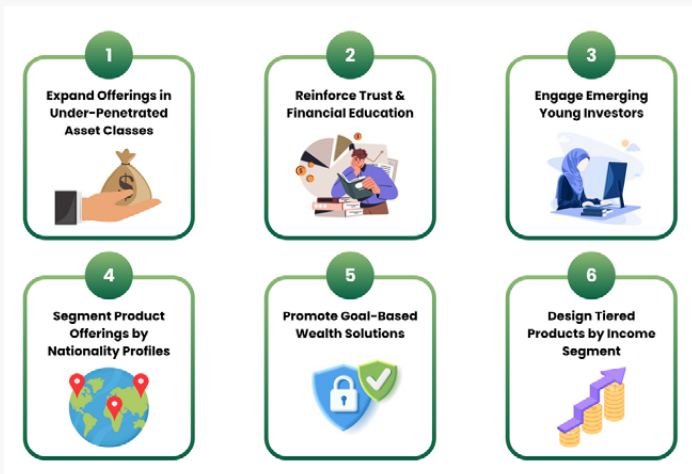 1
Expand Offerings in
Under-Penetrated
Asset Classes
$
2
Reinforce Trust &
Financial Education
3
Engage Emerging
Young Investors
4
Segment Product
Offerings by
Nationality Profiles
5
Promote Goal-Based
Wealth Solutions
6
Design Tiered
Products by Income
Segment